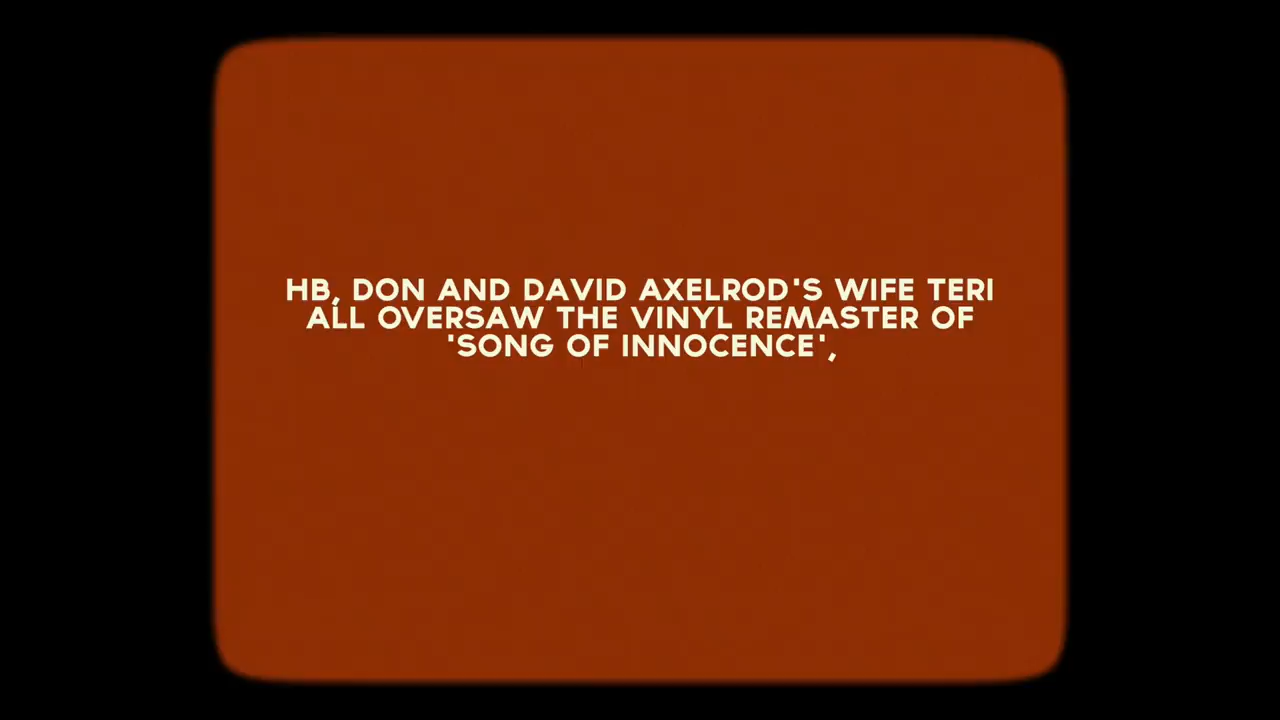 HB, DON AND DAVID AXELROD'S WIFE TERI
ALL OVERSAW THE VINYL REMASTER OF
'SONG OF INNOCENCE',